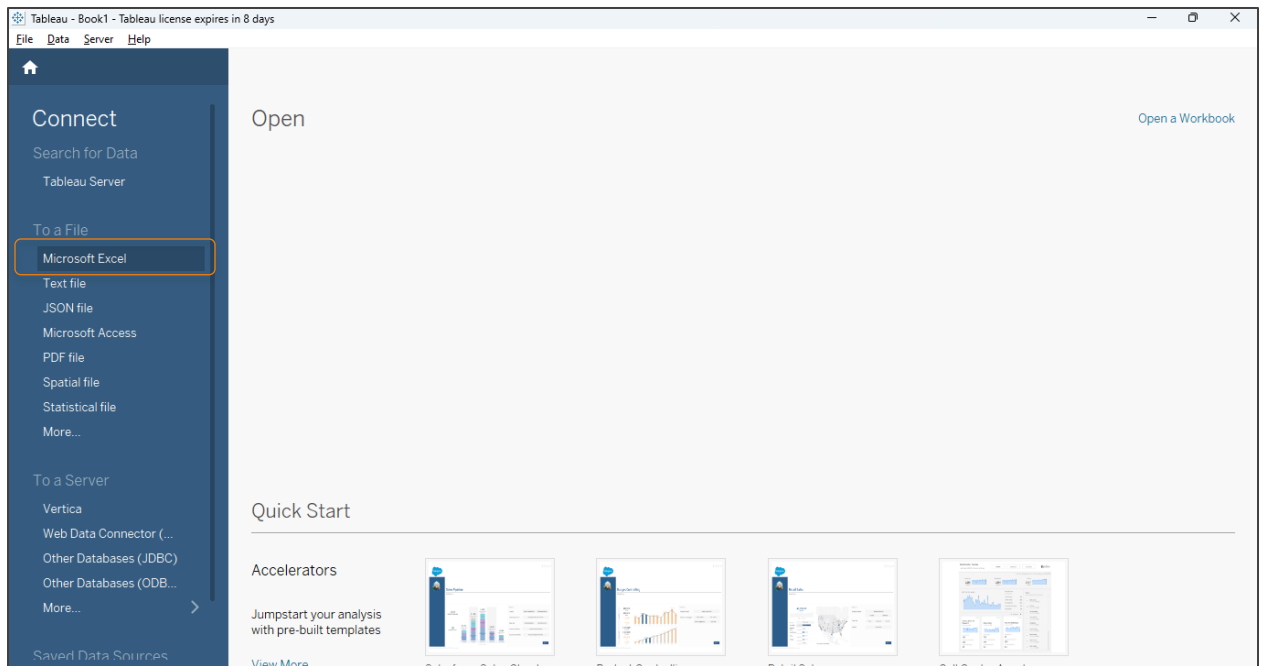 Tableau - Book1 - Tableau license expires in 8 days
File Data Server Help
Connect
Search for Data
Tableau Server
To a File
Microsoft Excel
Text file
JSON file
Microsoft Access
PDF file
Spatial file
Statistical file
More...
To a Server
Vertica
Web Data Connector (...
Other Databases (JDBC)
Other Databases (ODB...
More...
Saved Data Sources
Open
Open a Workbook
Quick Start
Accelerators
Jumpstart your analysis
with pre-built templates
View More